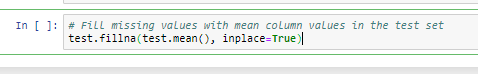 In [ ]: # Fill missing values with mean column values in the test set
test.fillna(test.mean(), inplace=True)